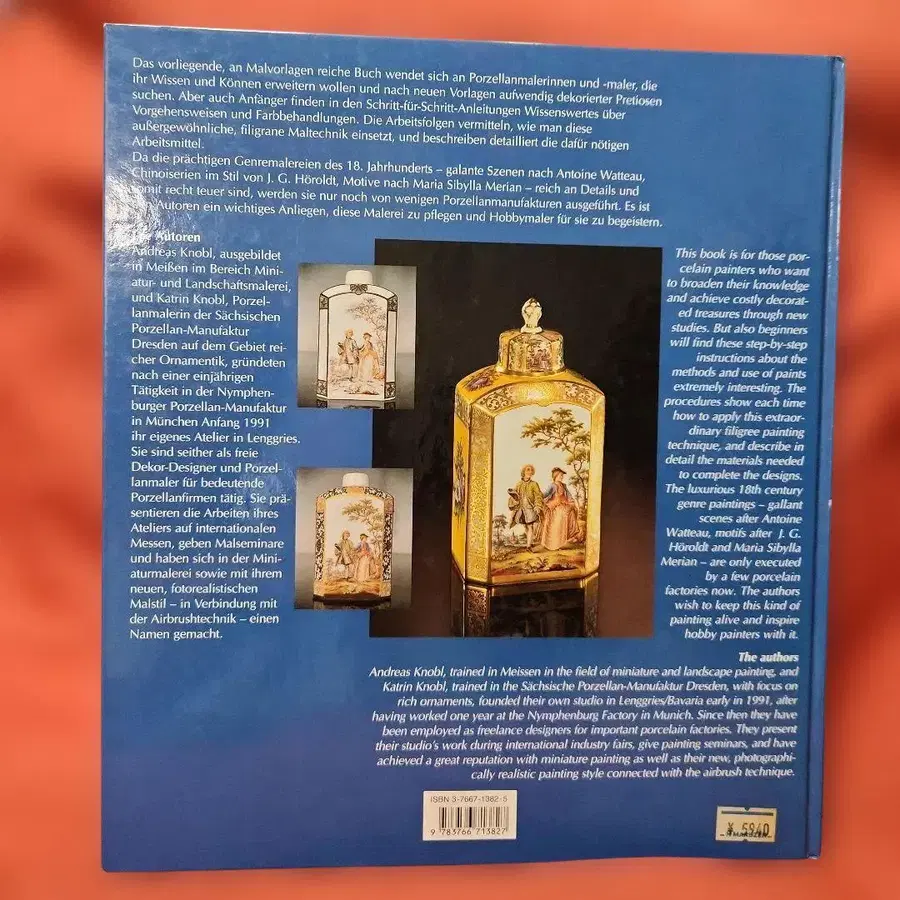 Das vorliegende, an Malvorlagen reiche Buch wendet sich an Porzellanmalerinnen und -maler, die
ihr Wissen und Können erweitern wollen und nach neuen Vorlagen aufwendig dekorierter Pretiosen
suchen. Aber auch Anfänger finden in den Schritt-für-Schritt-Anleitungen Wissenswertes über
Vorgehensweisen und Farbbehandlungen. Die Arbeitsfolgen vermitteln, wie man diese
außergewöhnliche, filigrane Maltechnik einsetzt, und beschreiben detailliert die dafür nötigen
Arbeitsmittel.
Da die prächtigen Genremalereien des 18. Jahrhunderts – galante Szenen nach Antoine Watteau,
Chinoiserien im Stil von J. G. Höroldt, Motive nach Maria Sibylla Merian – reich an Details und
somit recht teuer sind, werden sie nur noch von wenigen Porzellanmanufakturen ausgeführt. Es ist
Autoren ein wichtiges Anliegen, diese Malerei zu pflegen und Hobbymaler für sie zu begeistern.
Autoren
Andreas Knobl, ausgebildet
in Meißen im Bereich Mini-
atur- und Landschaftsmalerei,
und Katrin Knobl, Porzel-
lanmalerin der Sächsischen
Porzellan-Manufaktur
Dresden auf dem Gebiet rei-
cher Ornamentik, gründeten
nach einer einjährigen
Tätigkeit in der Nymphen-
burger Porzellan-Manufaktur
in München Anfang 1991
ihr eigenes Atelier in Lenggries.
Sie sind seither als freie
Dekor-Designer und Porzel-
lanmaler für bedeutende
Porzellanfirmen tätig. Sie prä-
sentieren die Arbeiten ihres
Ateliers auf internationalen
Messen, geben Malseminare
und haben sich in der Mini-
aturmalerei sowie mit ihrem
neuen, fotorealistischen
Malstil – in Verbindung mit
der Airbrushtechnik – einen
Namen gemacht.
This book is for those por-
celain painters who want
to broaden their knowledge
and achieve costly decorat-
ed treasures through new
studies. But also beginners
will find these step-by-step
instructions about the
methods and use of paints
extremely interesting. The
procedures show each time
how to apply this extraor-
dinary filigree painting
technique, and describe in
detail the materials needed
to complete the designs.
The luxurious 18th century
genre paintings – gallant
scenes after Antoine
Watteau, motifs after J. G.
Höroldt and Maria Sibylla
Merian – are only executed
by a few porcelain
factories now. The authors
wish to keep this kind of
painting alive and inspire
hobby painters with it.
The authors
Andreas Knobl, trained in Meissen in the field of miniature and landscape painting, and
Katrin Knobl, trained in the Sächsische Porzellan-Manufaktur Dresden, with focus on
rich ornaments, founded their own studio in Lenggries/Bavaria early in 1991, after
having worked one year at the Nymphenburg Factory in Munich. Since then they have
been employed as freelance designers for important porcelain factories. They present
their studio's work during international industry fairs, give painting seminars, and have
achieved a great reputation with miniature painting as well as their new, photographi-
cally realistic painting style connected with the airbrush technique.
ISBN 3-7667-1382-5
9 783766 713827
¥ 5940